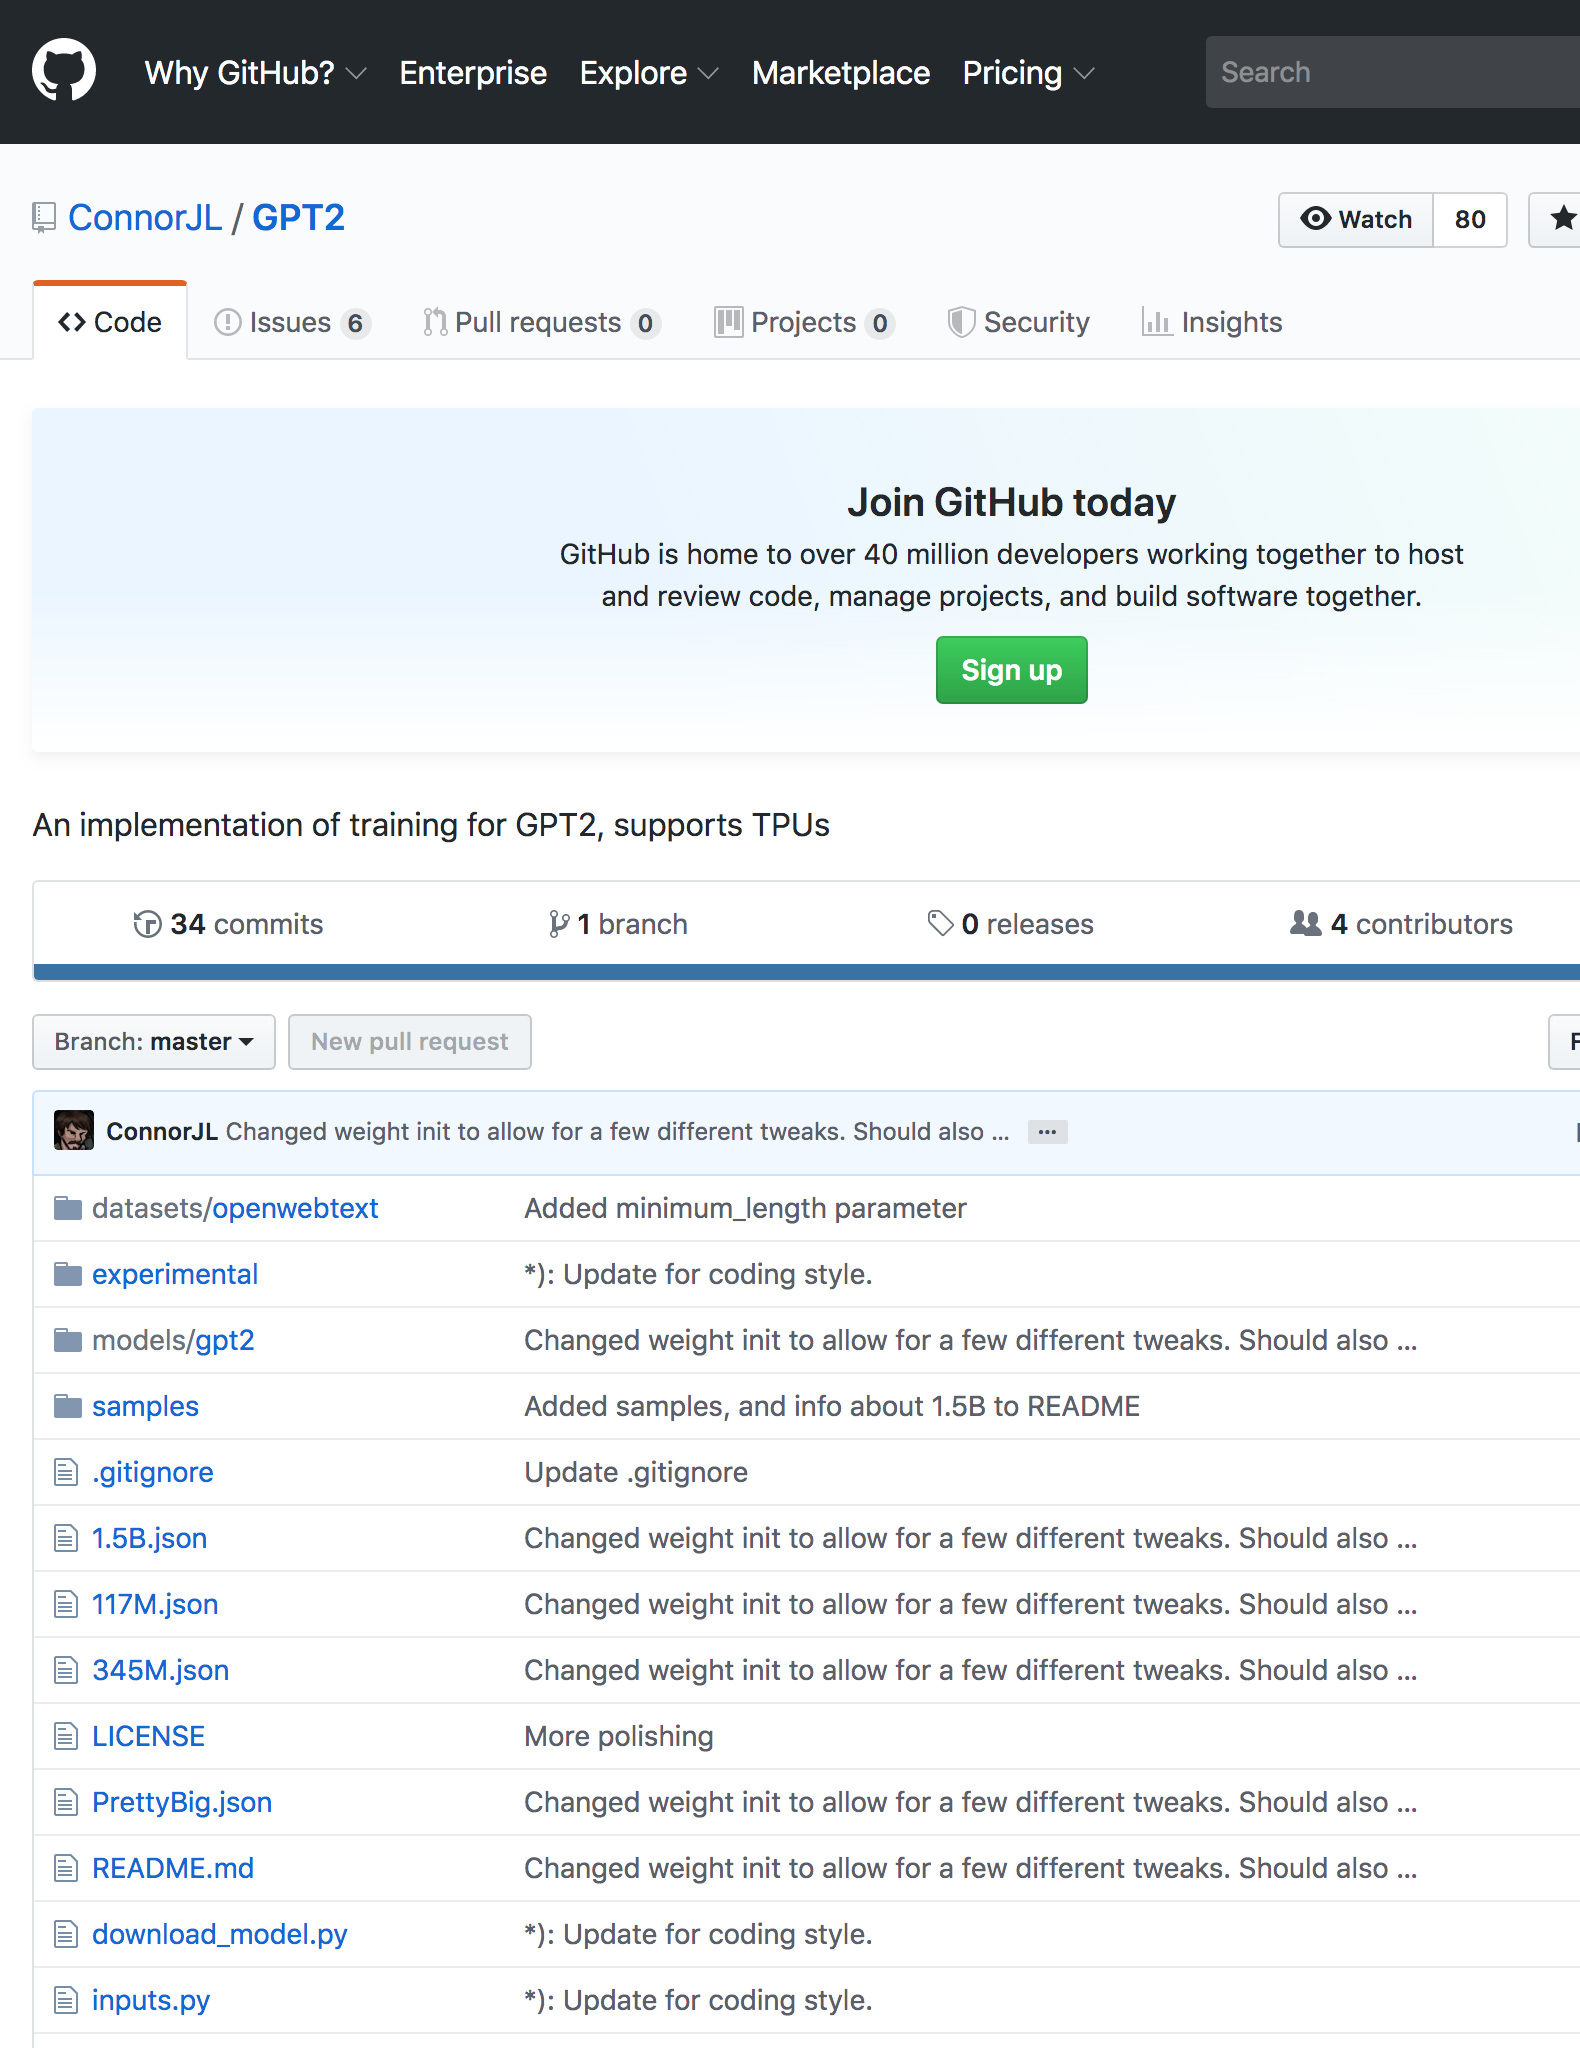 Why GitHub? Enterprise Explore Marketplace Pricing Search
ConnorJL / GPT2 Watch 80
Code Issues 6 Pull requests 0 Projects 0 Security Insights
Join GitHub today
GitHub is home to over 40 million developers working together to host
and review code, manage projects, and build software together.
Sign up
An implementation of training for GPT2, supports TPUs
34 commits 1 branch 0 releases 4 contributors
Branch: master New pull request
ConnorJL Changed weight init to allow for a few different tweaks. Should also ... ...
datasets/openwebtext Added minimum_length parameter
experimental *): Update for coding style.
models/gpt2 Changed weight init to allow for a few different tweaks. Should also ...
samples Added samples, and info about 1.5B to README
.gitignore Update .gitignore
1.5B.json Changed weight init to allow for a few different tweaks. Should also ...
117M.json Changed weight init to allow for a few different tweaks. Should also ...
345M.json Changed weight init to allow for a few different tweaks. Should also ...
LICENSE More polishing
PrettyBig.json Changed weight init to allow for a few different tweaks. Should also ...
README.md Changed weight init to allow for a few different tweaks. Should also ...
download_model.py *): Update for coding style.
inputs.py *): Update for coding style.